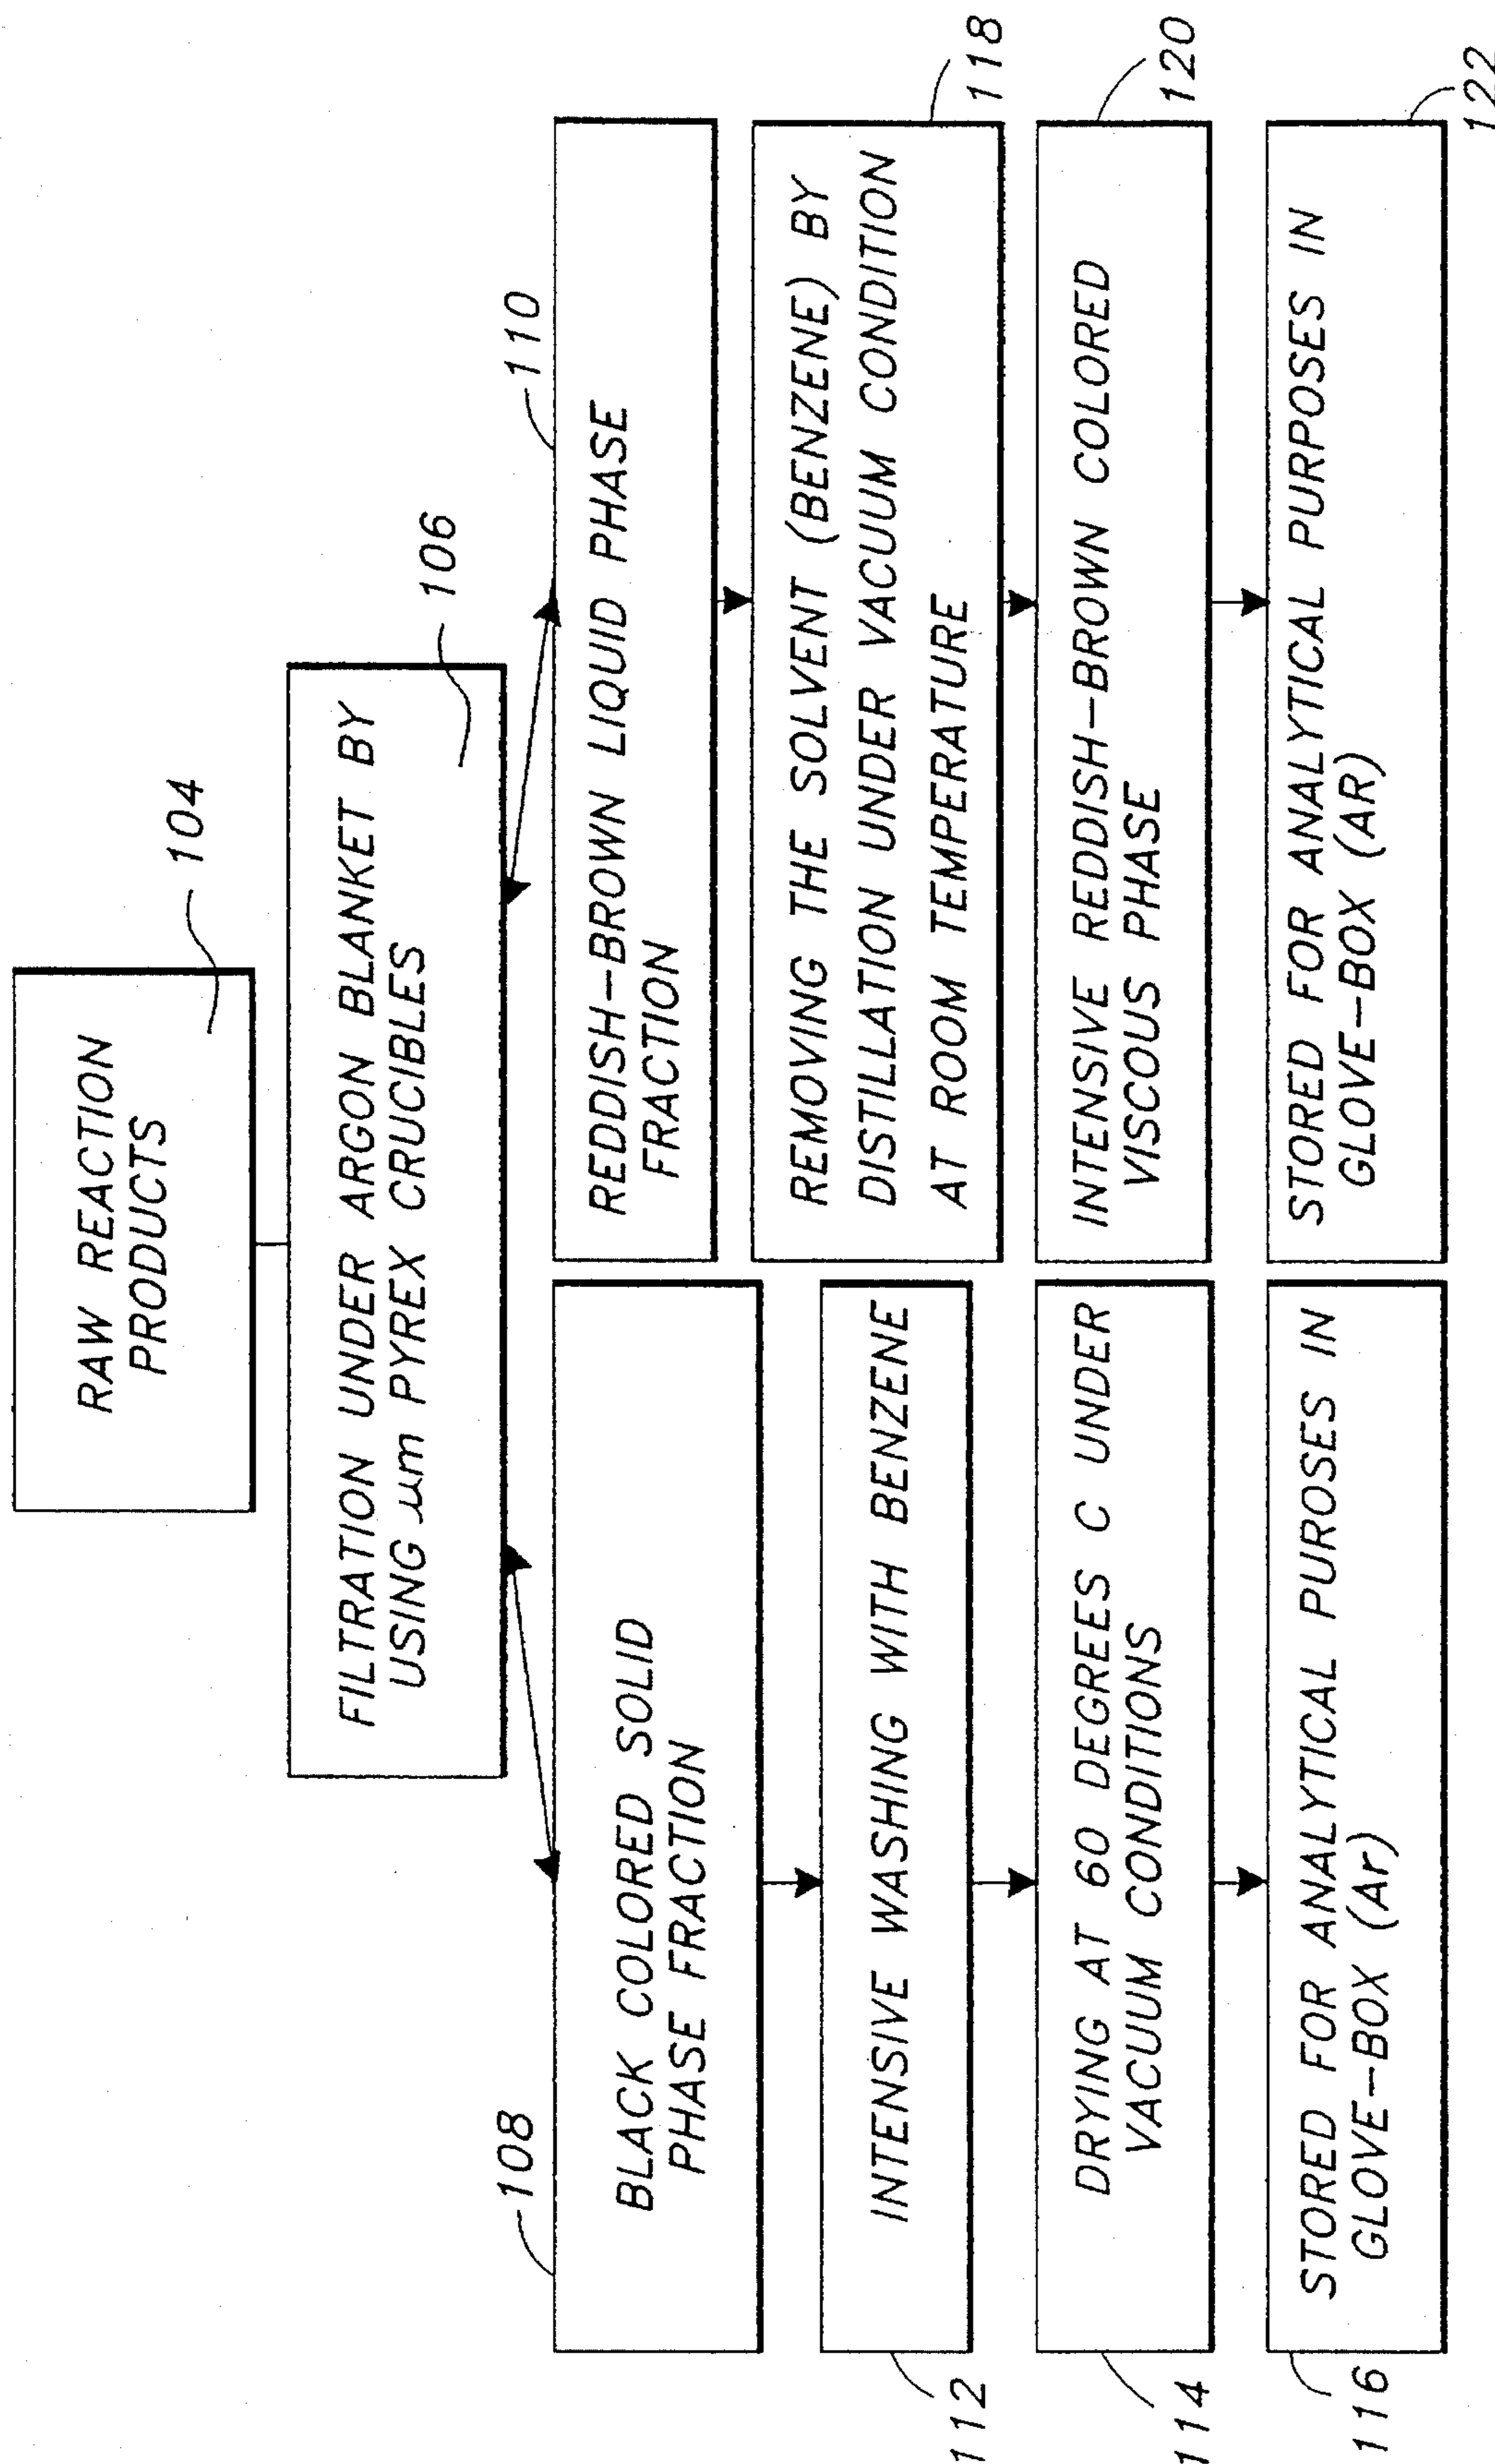 RAW REACTION
PRODUCTS
104
FILTRATION UNDER ARGON BLANKET BY
USING µm PYREX CRUCIBLES
106
108
BLACK COLORED SOLID
PHASE FRACTION
INTENSIVE WASHING WITH BENZENE
112
DRYING AT 60 DEGREES C UNDER
VACUUM CONDITIONS
114
STORED FOR ANALYTICAL PUROSES IN
GLOVE-BOX (Ar)
116
110
REDDISH-BROWN LIQUID PHASE
FRACTION
REMOVING THE SOLVENT (BENZENE) BY
DISTILLATION UNDER VACUUM CONDITION
AT ROOM TEMPERATURE
118
INTENSIVE REDDISH-BROWN COLORED
VISCOUS PHASE
120
STORED FOR ANALYTICAL PURPOSES IN
GLOVE-BOX (AR)
122